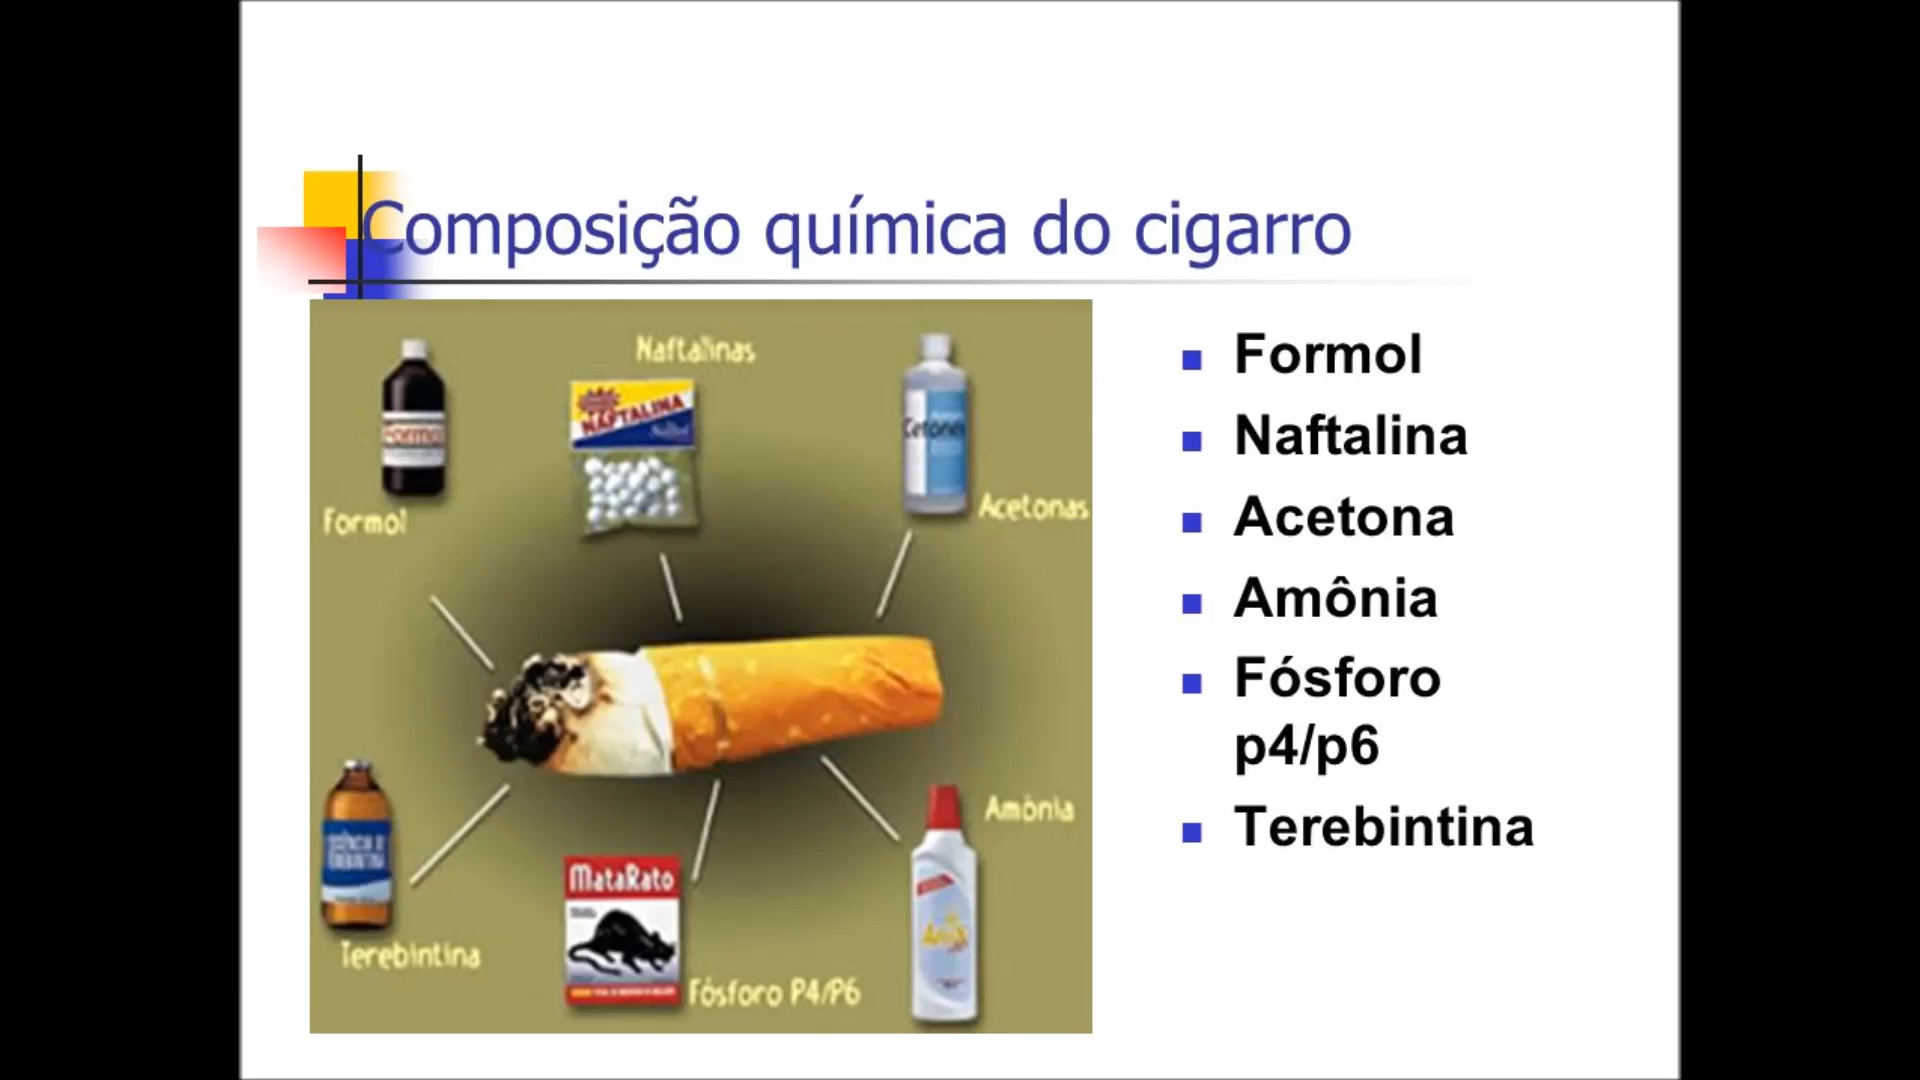 Composição química do cigarro
Naftalinas
NAFTALINA
Formol
Acetonas
Amônia
MataRato
Terebintina
Fósforo P4/P6
Formol
Naftalina
Acetona
Amônia
Fósforo
p4/p6
Terebintina